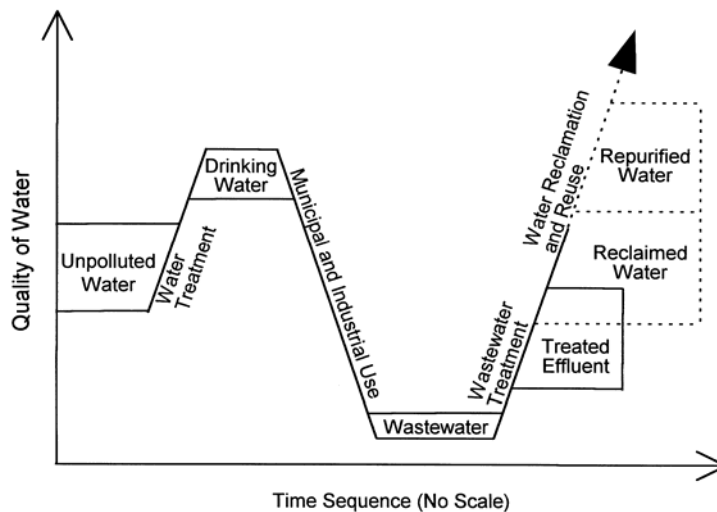 Quality of Water
Unpolluted
Water
Water
Treatment
Drinking
Water
Municipal and Industrial Use
Wastewater
Wastewater
Treatment
Water Reclamation
and Reuse
Repurified
Water
Reclaimed
Water
Treated
Effluent
Time Sequence (No Scale)